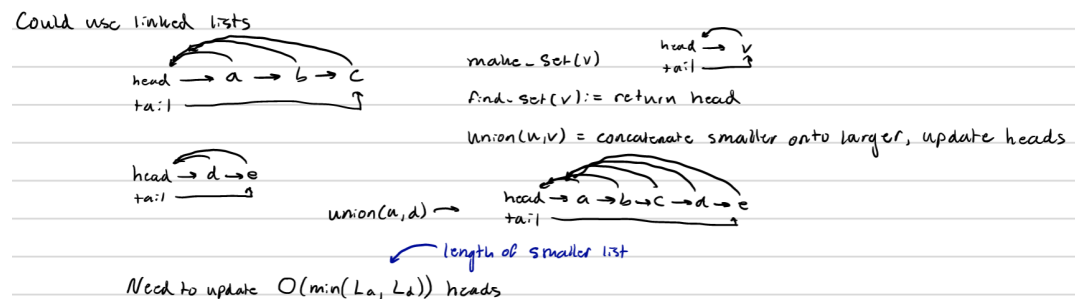 Could use linked lists
head → a → b → c
tail
make_set(v)
head → v
tail
find_set(v) := return head
union(u,v) = concatenate smaller onto larger, update heads
head → d → e
tail
union(a,d) →
head → a → b → c → d → e
tail
length of smaller list
Need to update O(min(La, Ld)) heads